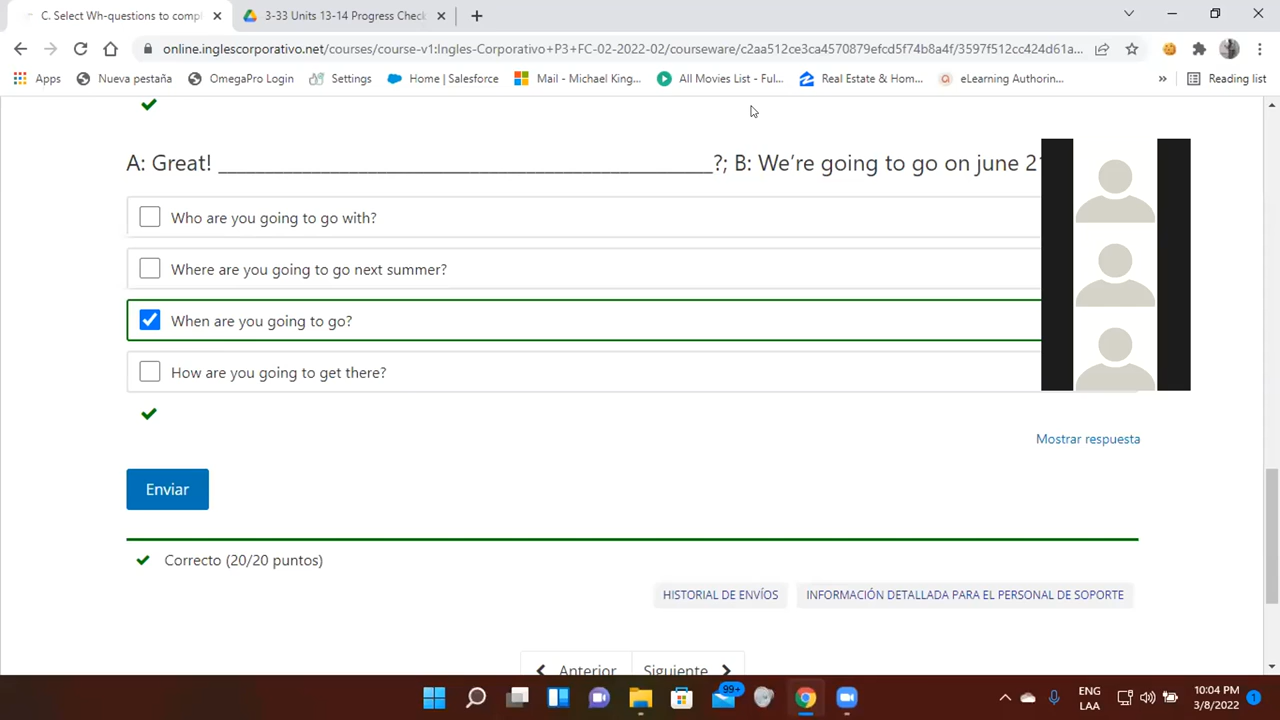 C. Select Wh-questions to comp
3-33 Units 13-14 Progress Check
online.inglescorporativo.net/courses/course-v1:Ingles-Corporativo+P3+FC-02-2022-02/courseware/c2aa512ce3ca4570879efcd5f74b8a4f/3597f512cc424d61a...
Apps Nueva pestaña OmegaPro Login Settings Home | Salesforce Mail - Michael King... All Movies List - Ful... Real Estate & Hom... eLearning Authorin... » Reading list
A: Great! ______________________________________________?; B: We’re going to go on june 2
Who are you going to go with?
Where are you going to go next summer?
When are you going to go?
How are you going to get there?
Mostrar respuesta
Enviar
Correcto (20/20 puntos)
HISTORIAL DE ENVÍOS
INFORMACIÓN DETALLADA PARA EL PERSONAL DE SOPORTE
Anterior
Siguiente
99+
ENG
LAA
10:04 PM
3/8/2022
1